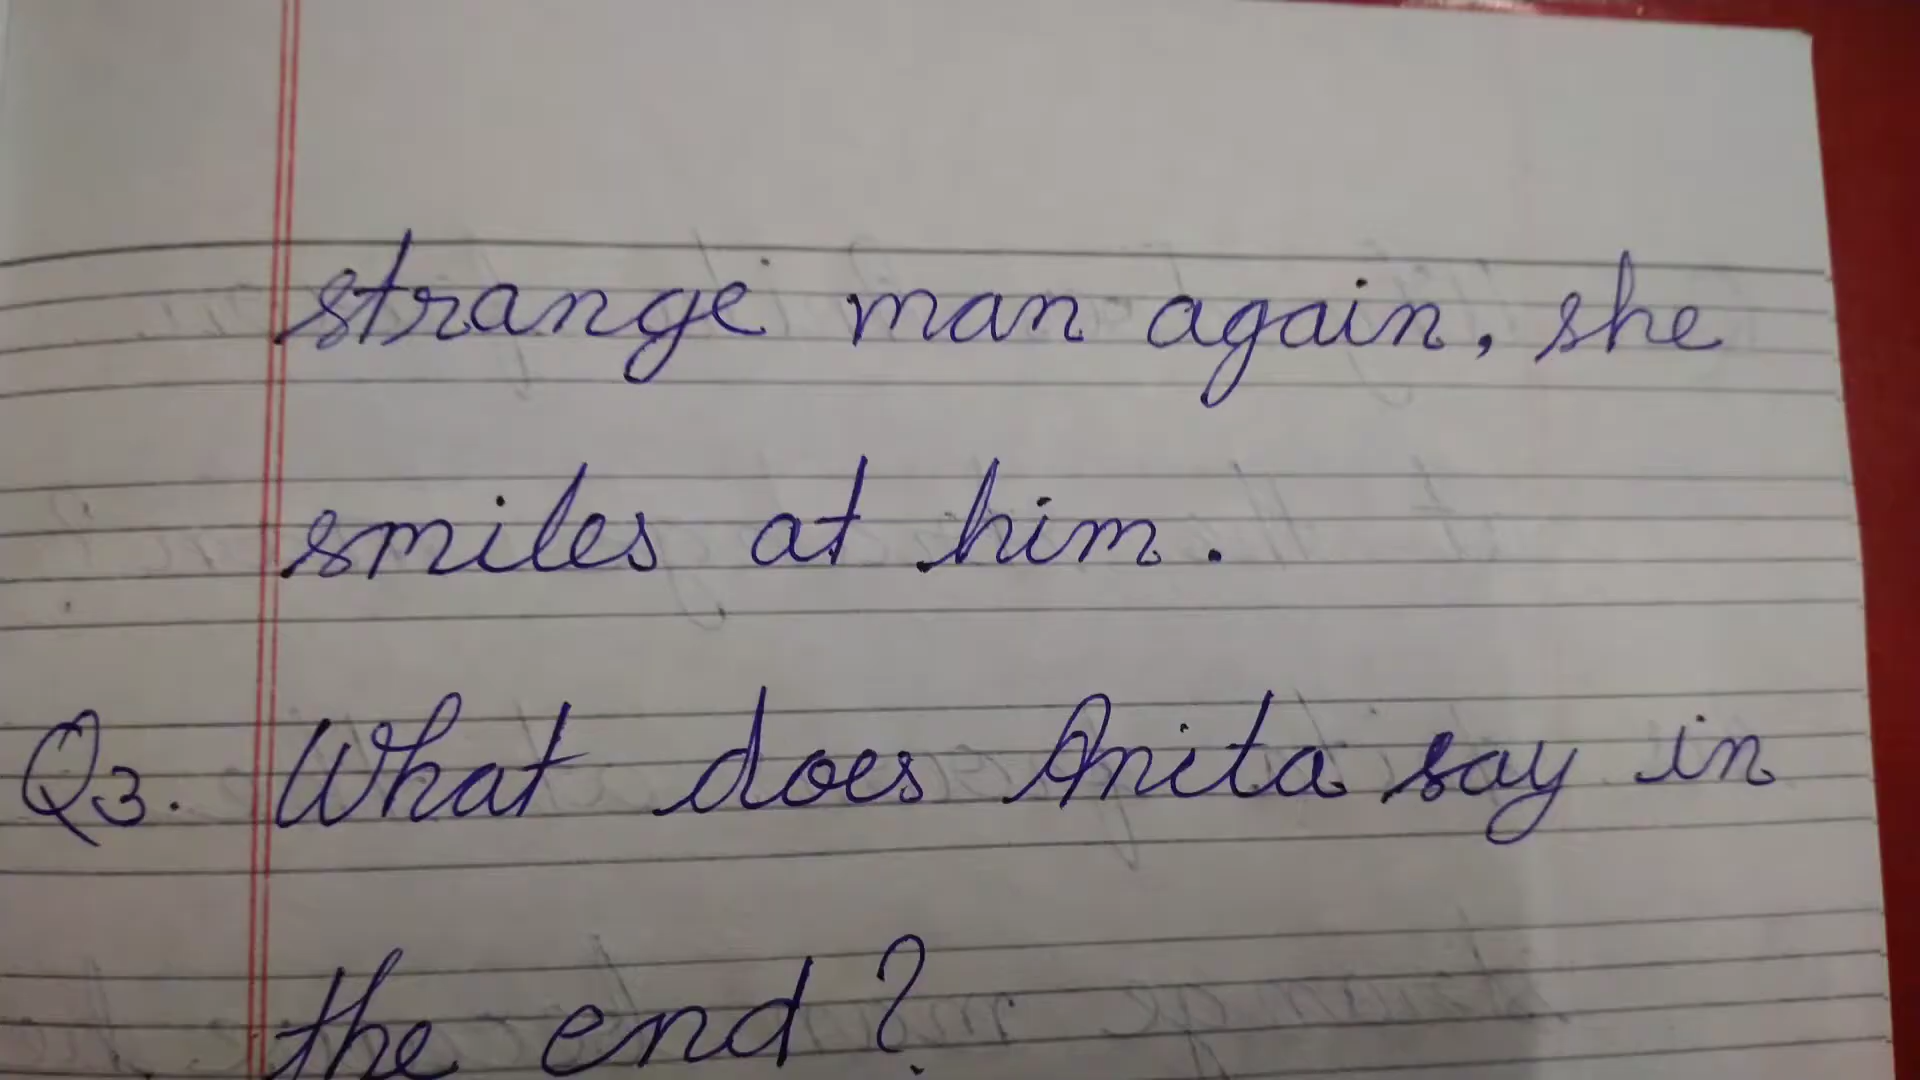 strange man again, she
smiles at him.
Q3. What does Anita say in
the end?